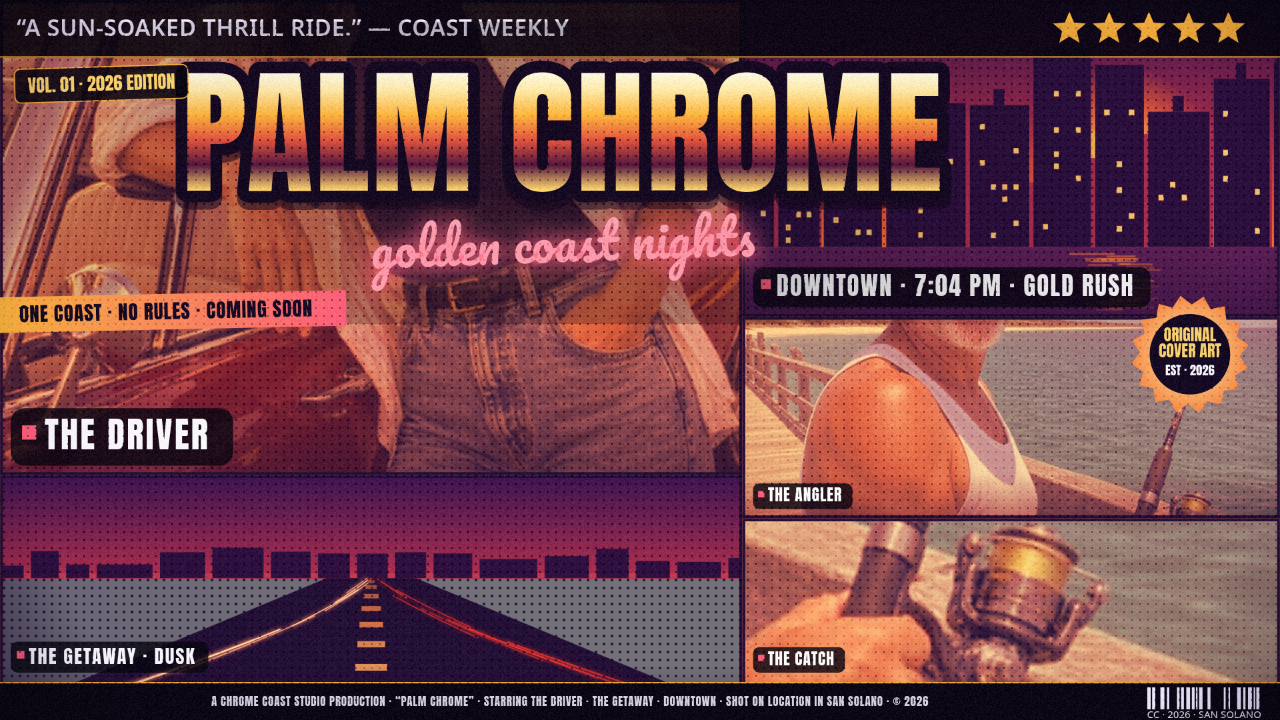 “A SUN-SOAKED THRILL RIDE.” — COAST WEEKLY
VOL. 01 · 2026 EDITION
PALM CHROME
golden coast nights
DOWNTOWN · 7:04 PM · GOLD RUSH
ONE COAST · NO RULES · COMING SOON
ORIGINAL
COVER ART
EST · 2026
THE DRIVER
THE ANGLER
THE GETAWAY · DUSK
THE CATCH
A CHROME COAST STUDIO PRODUCTION · “PALM CHROME” · STARRING THE DRIVER · THE GETAWAY · DOWNTOWN · SHOT ON LOCATION IN SAN SOLANO · © 2026
CC · 2026 · SAN SOLANO